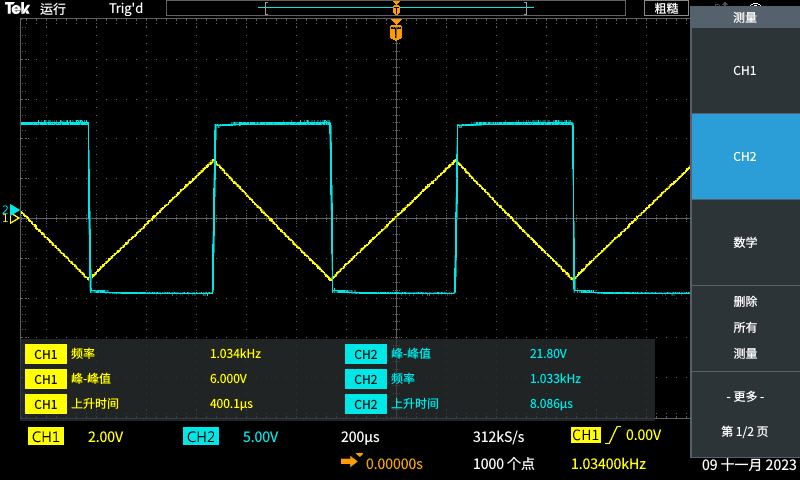 Tek 运行 Trig'd T 粗糙 测量
T
CH1
CH2
2
1
数学
删除
所有
测量
CH1 频率 1.034kHz CH2 峰-峰值 21.80V
CH1 峰-峰值 6.000V CH2 频率 1.033kHz
CH1 上升时间 400.1μs CH2 上升时间 8.086μs
- 更多 -
CH1 2.00V CH2 5.00V 200μs 312kS/s CH1 0.00V
第 1/2 页
0.00000s 1000 个点 1.03400kHz 09 十一月 2023